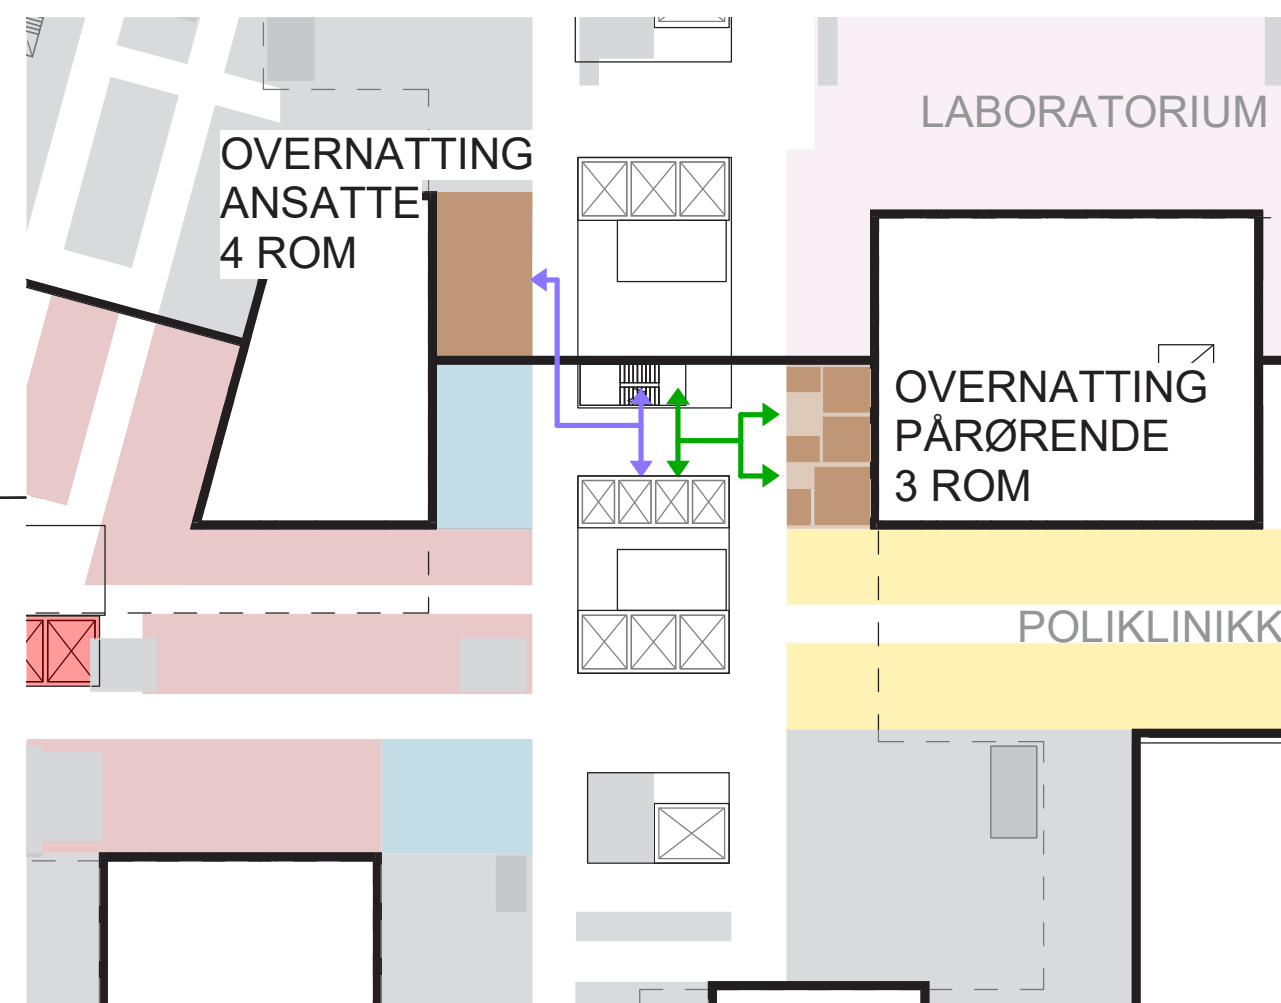 LABORATORIUM
OVERNATTING
ANSATTE
4 ROM
OVERNATTING
PÅRØRENDE
3 ROM
POLIKLINIKK